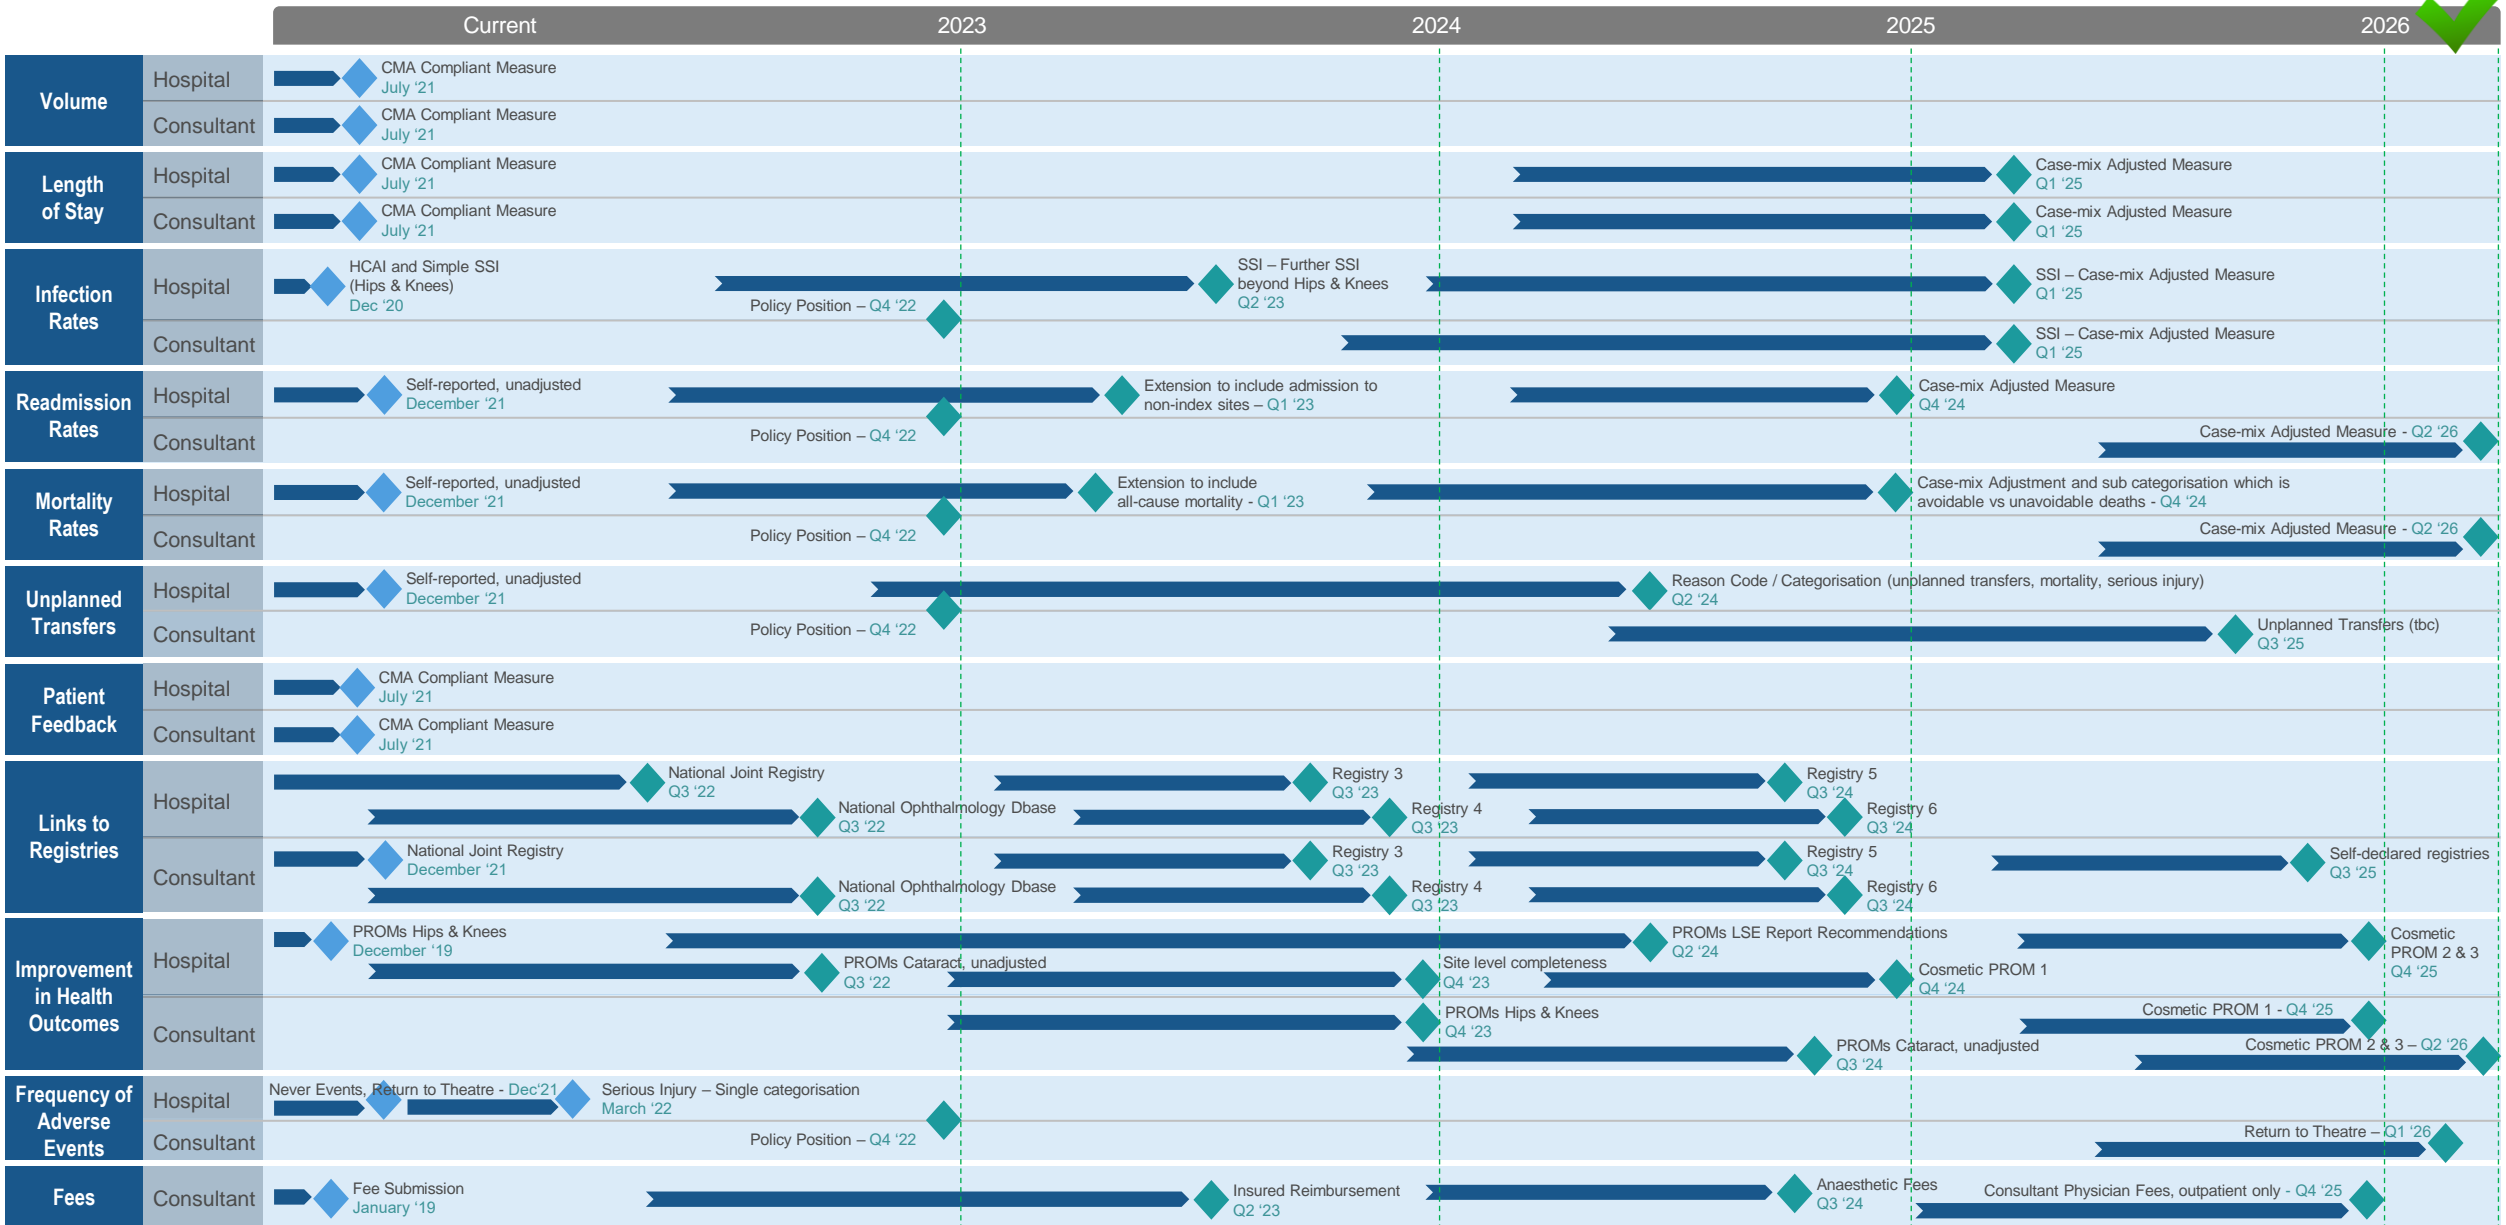 Current 2023 2024 2025 2026
Volume
Hospital
CMA Compliant Measure
July ‘21
Consultant
CMA Compliant Measure
July ‘21
Length
of Stay
Hospital
CMA Compliant Measure
July ‘21
Case-mix Adjusted Measure
Q1 ‘25
Consultant
CMA Compliant Measure
July ‘21
Case-mix Adjusted Measure
Q1 ‘25
Infection
Rates
Hospital
HCAI and Simple SSI
(Hips & Knees)
Dec ‘20
Policy Position – Q4 ‘22
SSI – Further SSI
beyond Hips & Knees
Q2 ‘23
SSI – Case-mix Adjusted Measure
Q1 ‘25
Consultant
SSI – Case-mix Adjusted Measure
Q1 ‘25
Readmission
Rates
Hospital
Self-reported, unadjusted
December ‘21
Extension to include admission to
non-index sites – Q1 ‘23
Case-mix Adjusted Measure
Q4 ‘24
Consultant
Policy Position – Q4 ‘22
Case-mix Adjusted Measure - Q2 ‘26
Mortality
Rates
Hospital
Self-reported, unadjusted
December ‘21
Extension to include
all-cause mortality - Q1 ‘23
Case-mix Adjustment and sub categorisation which is
avoidable vs unavoidable deaths - Q4 ‘24
Consultant
Policy Position – Q4 ‘22
Case-mix Adjusted Measure - Q2 ‘26
Unplanned
Transfers
Hospital
Self-reported, unadjusted
December ‘21
Reason Code / Categorisation (unplanned transfers, mortality, serious injury)
Q2 ‘24
Consultant
Policy Position – Q4 ‘22
Unplanned Transfers (tbc)
Q3 ‘25
Patient
Feedback
Hospital
CMA Compliant Measure
July ‘21
Consultant
CMA Compliant Measure
July ‘21
Links to
Registries
Hospital
National Joint Registry
Q3 ‘22
Registry 3
Q3 ‘23
Registry 5
Q3 ‘24
National Ophthalmology Dbase
Q3 ‘22
Registry 4
Q3 ‘23
Registry 6
Q3 ‘24
Consultant
National Joint Registry
December ‘21
Registry 3
Q3 ‘23
Registry 5
Q3 ‘24
Self-declared registries
Q3 ‘25
National Ophthalmology Dbase
Q3 ‘22
Registry 4
Q3 ‘23
Registry 6
Q3 ‘24
Improvement
in Health
Outcomes
Hospital
PROMs Hips & Knees
December ‘19
PROMs LSE Report Recommendations
Q2 ‘24
Cosmetic
PROM 2 & 3
Q4 ‘25
PROMs Cataract, unadjusted
Q3 ‘22
Site level completeness
Q4 ‘23
Cosmetic PROM 1
Q4 ‘24
Consultant
PROMs Hips & Knees
Q4 ‘23
Cosmetic PROM 1 - Q4 ‘25
PROMs Cataract, unadjusted
Q3 ‘24
Cosmetic PROM 2 & 3 – Q2 ‘26
Frequency of
Adverse
Events
Hospital
Never Events, Return to Theatre - Dec‘21
Serious Injury – Single categorisation
March ‘22
Consultant
Policy Position – Q4 ‘22
Return to Theatre – Q1 ‘26
Fees
Consultant
Fee Submission
January ‘19
Insured Reimbursement
Q2 ‘23
Anaesthetic Fees
Q3 ‘24
Consultant Physician Fees, outpatient only - Q4 ‘25